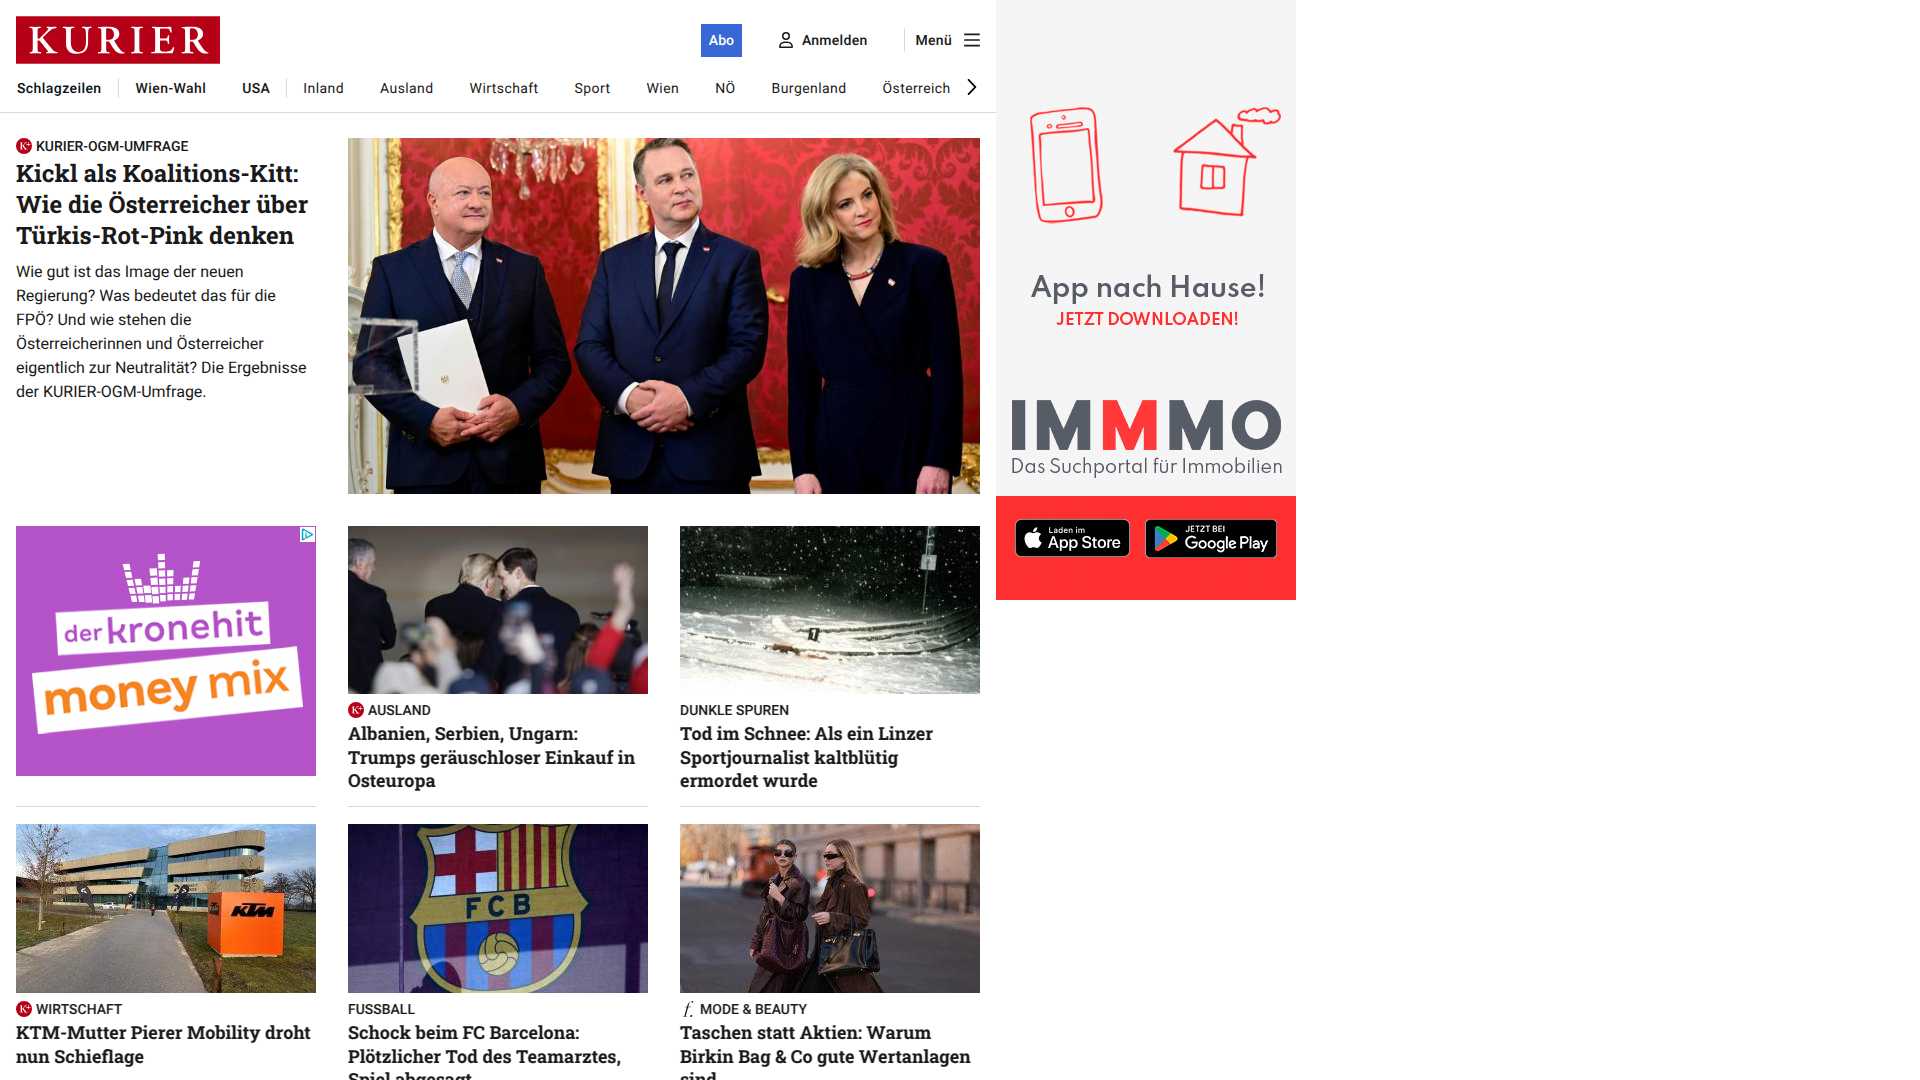 KURIER
Abo
Anmelden
Menü
Schlagzeilen
Wien-Wahl
USA
Inland
Ausland
Wirtschaft
Sport
Wien
NÖ
Burgenland
Österreich
KURIER-OGM-UMFRAGE
Kickl als Koalitions-Kitt:
Wie die Österreicher über
Türkis-Rot-Pink denken
Wie gut ist das Image der neuen
Regierung? Was bedeutet das für die
FPÖ? Und wie stehen die
Österreicherinnen und Österreicher
eigentlich zur Neutralität? Die Ergebnisse
der KURIER-OGM-Umfrage.
App nach Hause!
JETZT DOWNLOADEN!
IMMMO
Das Suchportal für Immobilien
Laden im
App Store
JETZT BEI
Google Play
der kronehit
money mix
K+ AUSLAND
Albanien, Serbien, Ungarn:
Trumps geräuschloser Einkauf in
Osteuropa
DUNKLE SPUREN
Tod im Schnee: Als ein Linzer
Sportjournalist kaltblütig
ermordet wurde
KTM
K+ WIRTSCHAFT
KTM-Mutter Pierer Mobility droht
nun Schieflage
FCB
FUSSBALL
Schock beim FC Barcelona:
Plötzlicher Tod des Teamarztes,
Spiel abgesagt
f. MODE & BEAUTY
Taschen statt Aktien: Warum
Birkin Bag & Co gute Wertanlagen
sind